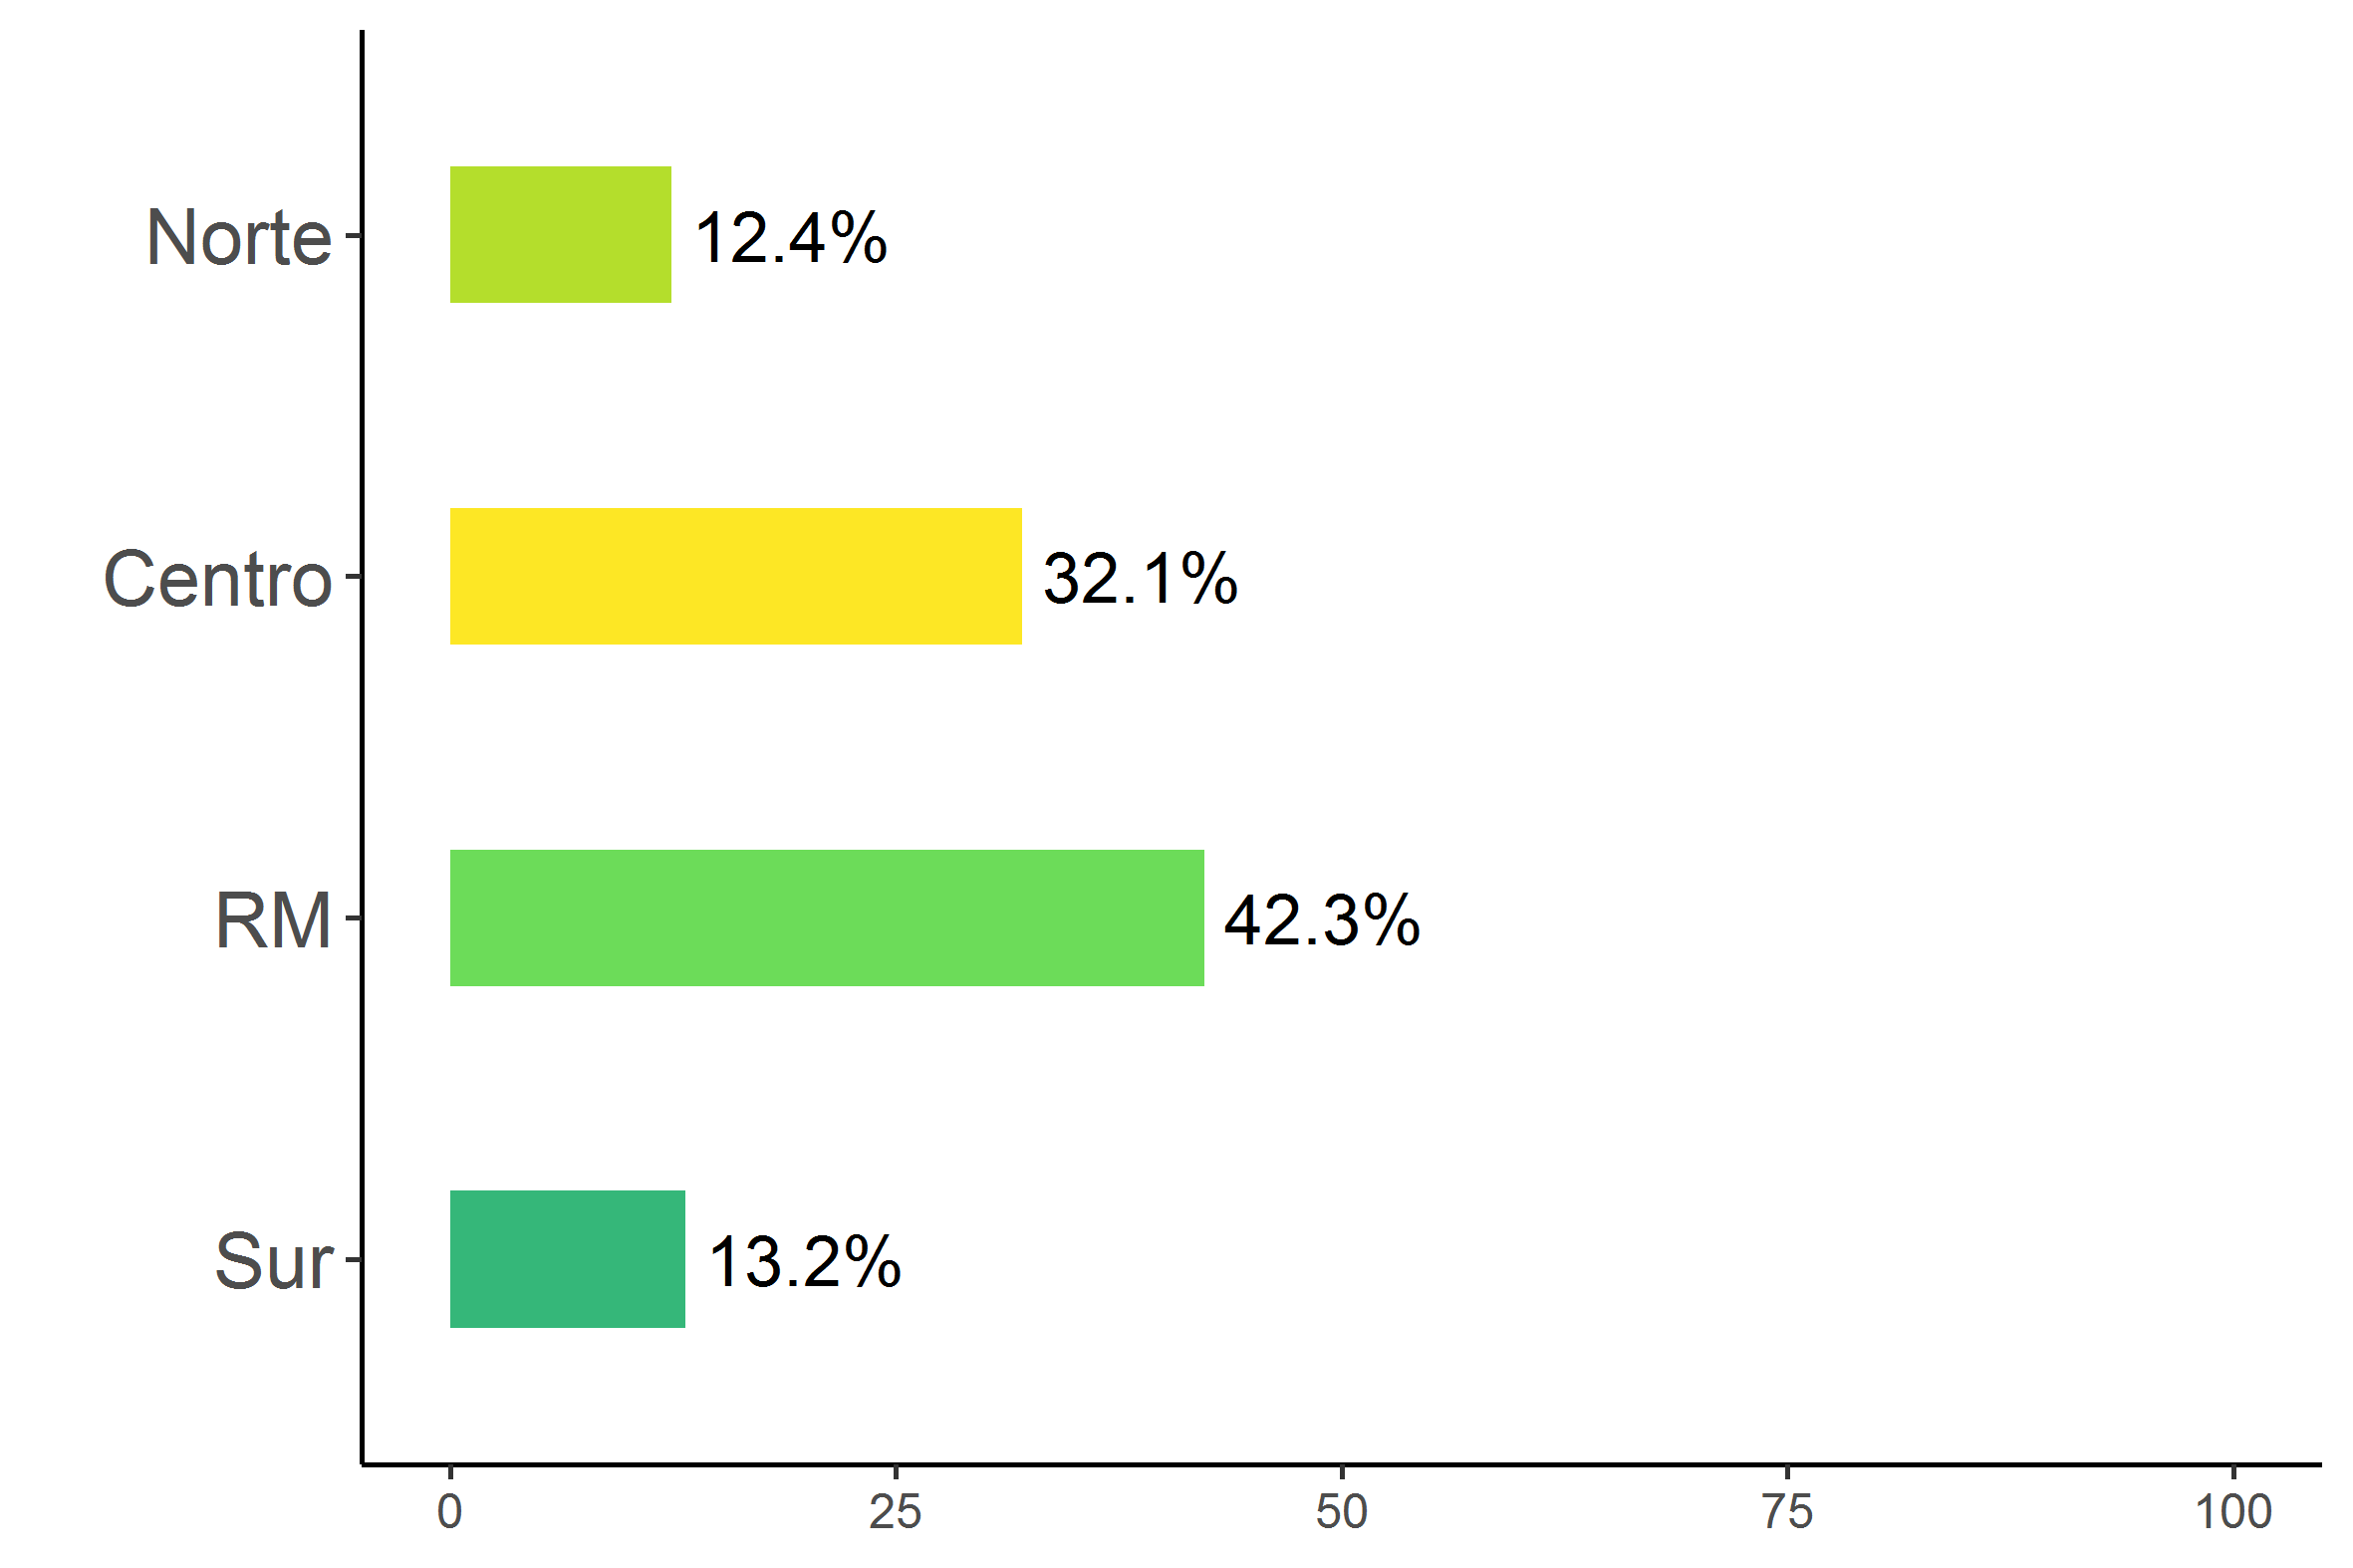 Norte 12.4%
Centro 32.1%
RM 42.3%
Sur 13.2%
0 25 50 75 100